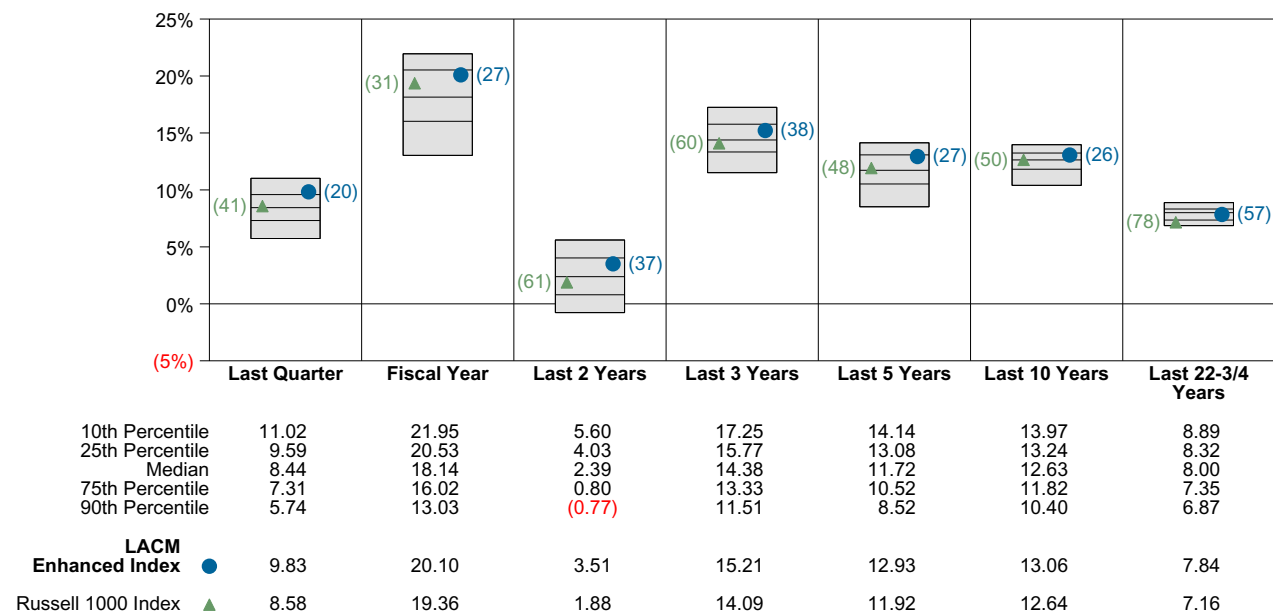 25%
20%
15%
10%
5%
0%
(5%)
(41) (20)
(31) (27)
(61) (37)
(60) (38)
(48) (27)
(50) (26)
(78) (57)
Last Quarter Fiscal Year Last 2 Years Last 3 Years Last 5 Years Last 10 Years Last 22-3/4
Years
10th Percentile 11.02 21.95 5.60 17.25 14.14 13.97 8.89
25th Percentile 9.59 20.53 4.03 15.77 13.08 13.24 8.32
Median 8.44 18.14 2.39 14.38 11.72 12.63 8.00
75th Percentile 7.31 16.02 0.80 13.33 10.52 11.82 7.35
90th Percentile 5.74 13.03 (0.77) 11.51 8.52 10.40 6.87
LACM
Enhanced Index 9.83 20.10 3.51 15.21 12.93 13.06 7.84
Russell 1000 Index 8.58 19.36 1.88 14.09 11.92 12.64 7.16